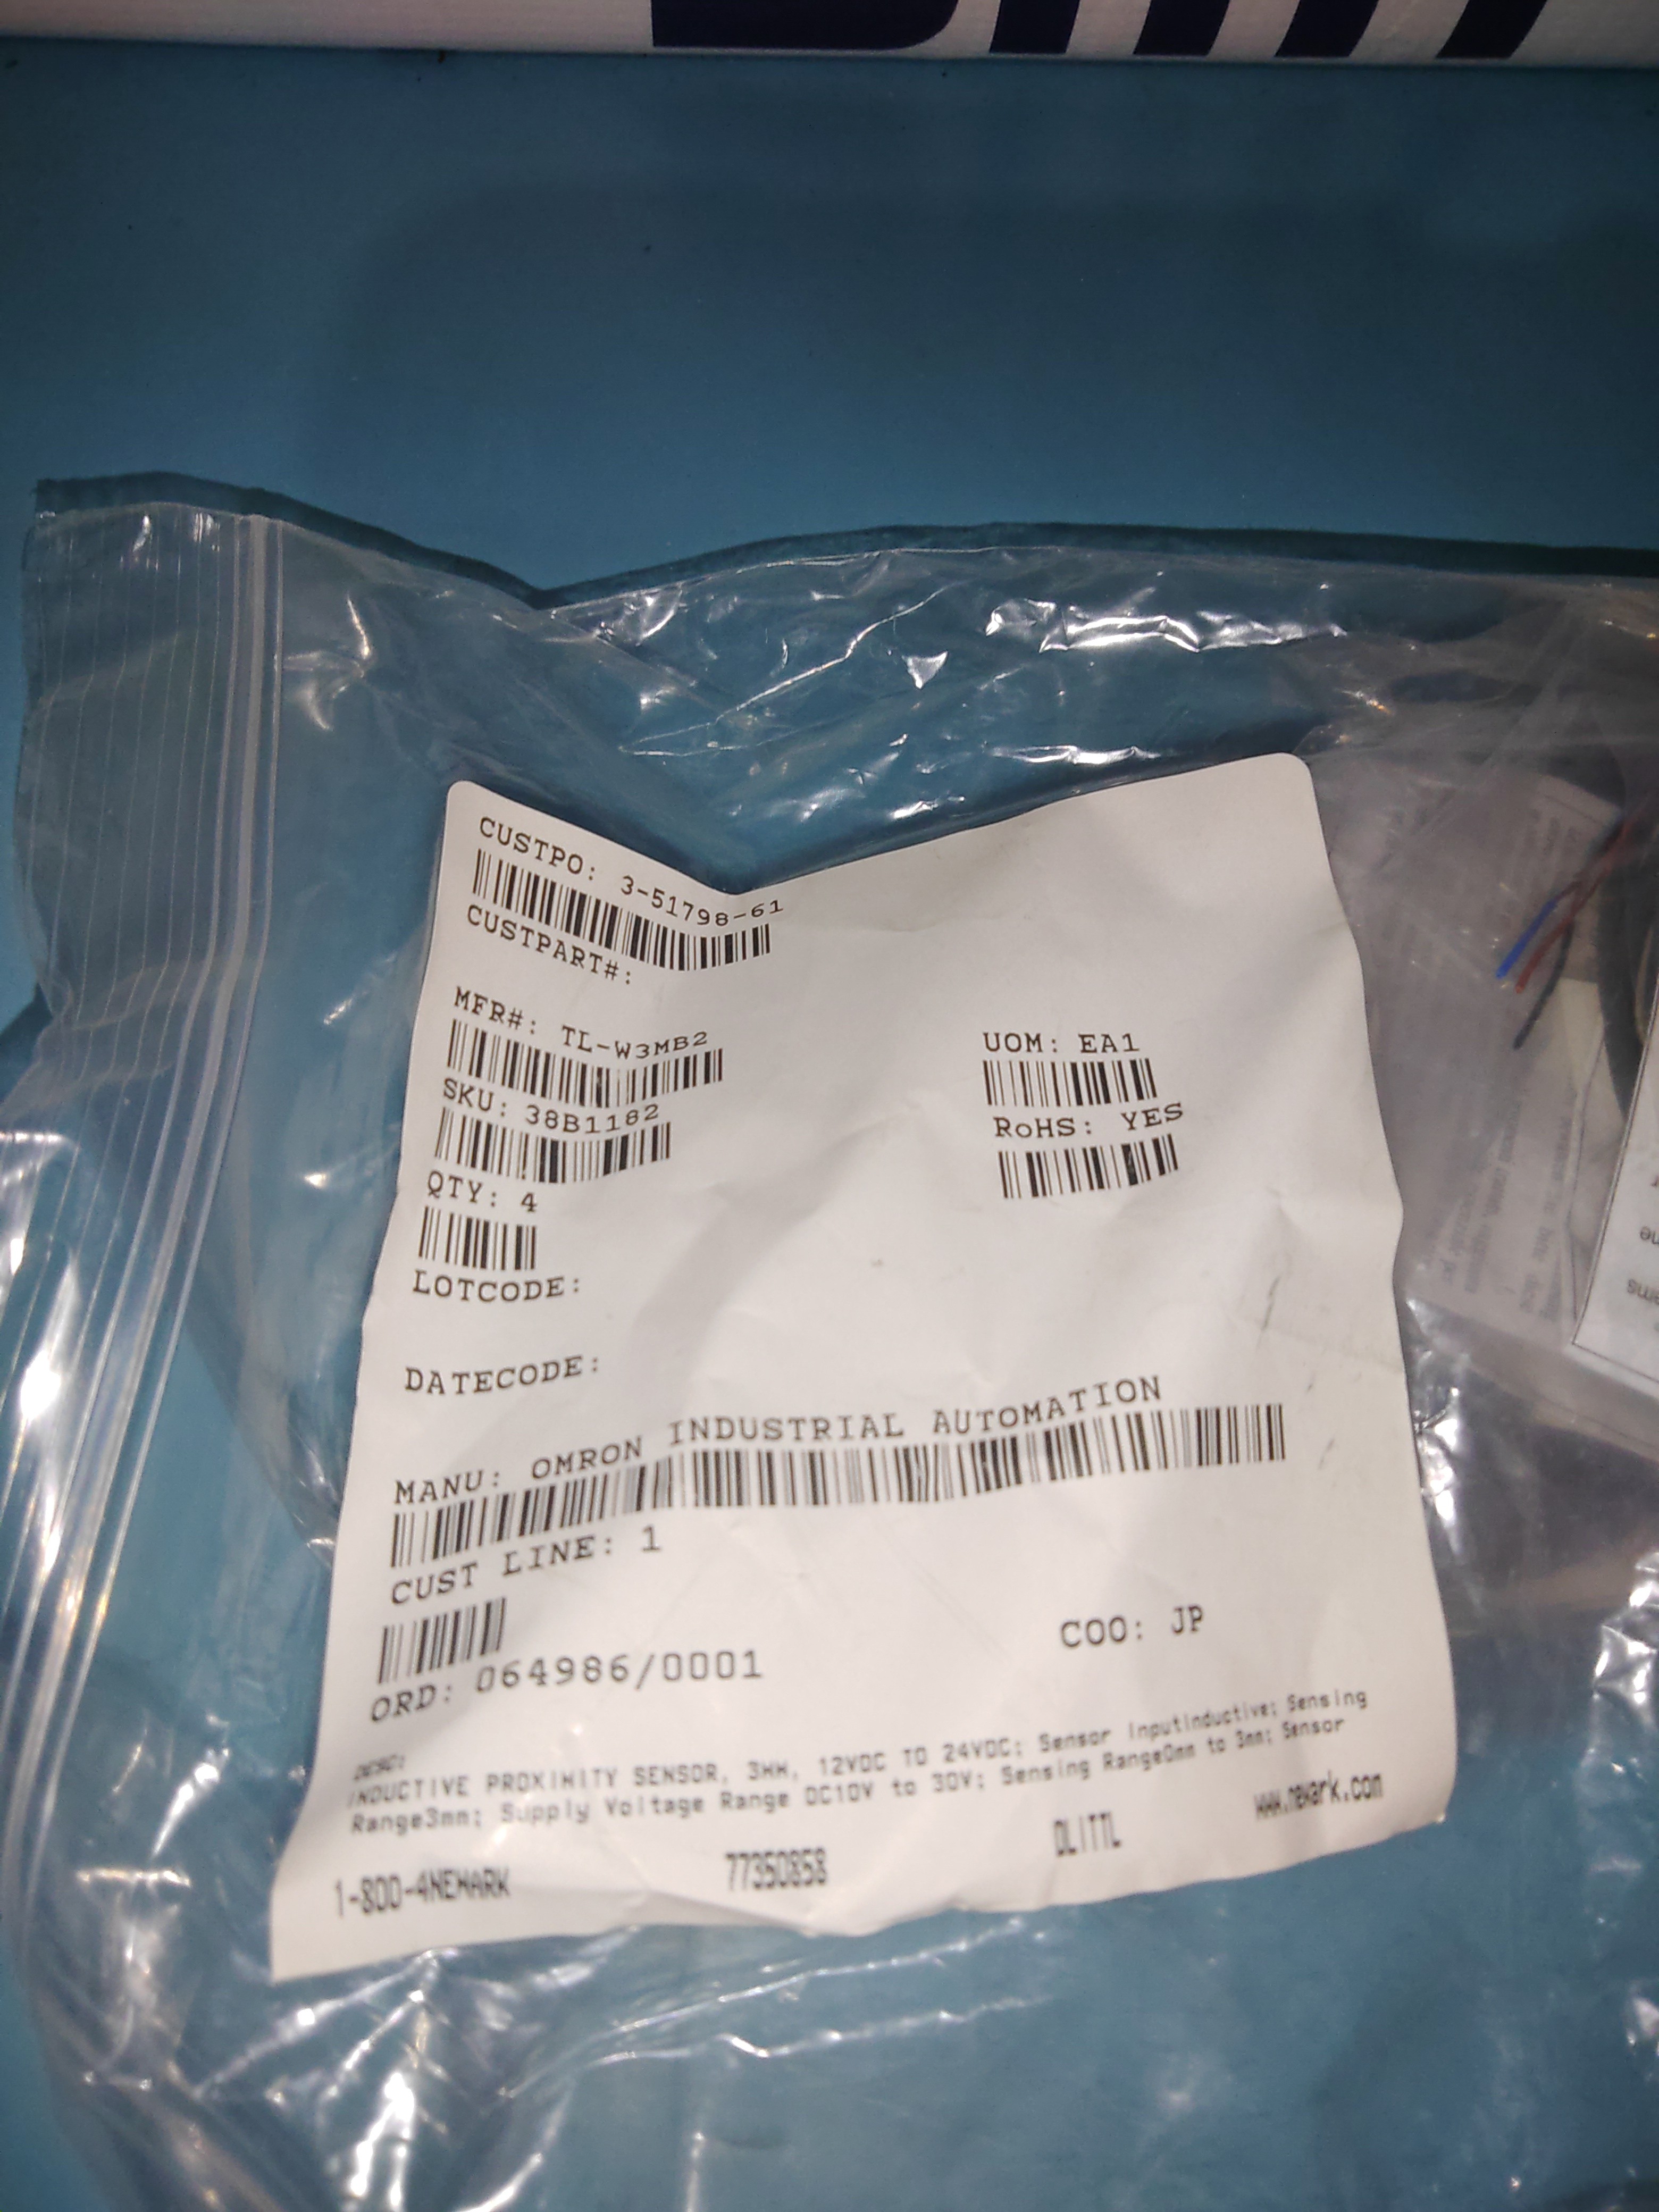 CUSTPO: 3-51798-61
CUSTPART#:
MFR#: TL-W3MB2
UOM: EA1
SKU: 38B1182
RoHS: YES
QTY: 4
LOTCODE:
DATECODE:
MANU: OMRON INDUSTRIAL AUTOMATION
CUST LINE: 1
COO: JP
ORD: 064986/0001
DESC:
INDUCTIVE PROXIMITY SENSOR, 3MM, 12VDC TO 24VDC; Sensor InputInductive; Sensing
Range3mm; Supply Voltage Range DC10V to 30V; Sensing Range0mm to 3mm; Sensor
1-800-4NEWARK 77350858 DLITTL www.newark.com